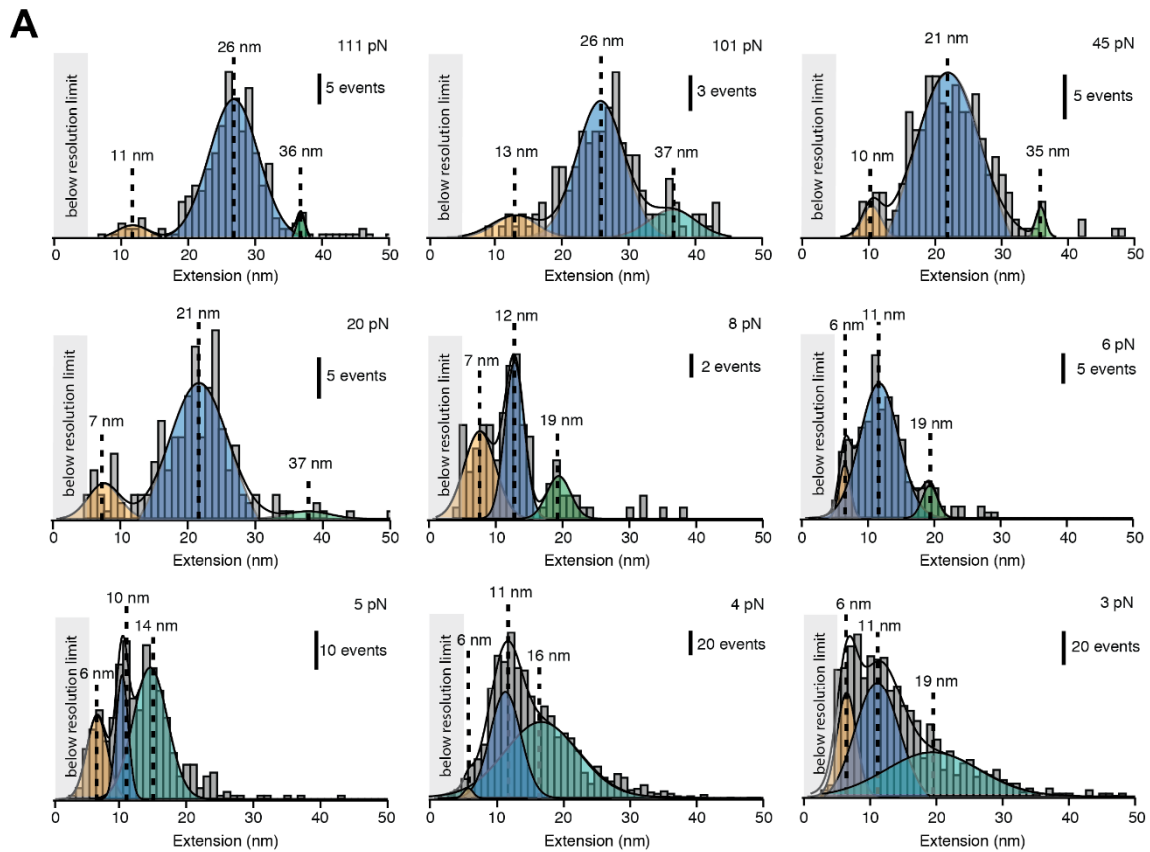 A
111 pN
26 nm
below resolution limit
5 events
11 nm
36 nm
0 10 20 30 40 50
Extension (nm)
101 pN
26 nm
below resolution limit
3 events
13 nm
37 nm
0 10 20 30 40 50
Extension (nm)
45 pN
21 nm
below resolution limit
5 events
10 nm
35 nm
0 10 20 30 40 50
Extension (nm)
20 pN
21 nm
below resolution limit
5 events
7 nm
37 nm
0 10 20 30 40 50
Extension (nm)
8 pN
12 nm
below resolution limit
2 events
7 nm
19 nm
0 10 20 30 40 50
Extension (nm)
6 pN
6 nm
11 nm
below resolution limit
5 events
19 nm
0 10 20 30 40 50
Extension (nm)
5 pN
10 nm
14 nm
below resolution limit
10 events
6 nm
0 10 20 30 40 50
Extension (nm)
4 pN
11 nm
below resolution limit
20 events
6 nm
16 nm
0 10 20 30 40 50
Extension (nm)
3 pN
6 nm
11 nm
below resolution limit
20 events
19 nm
0 10 20 30 40 50
Extension (nm)